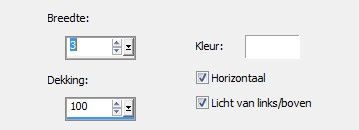 Breedte:
3
Kleur:
Horizontaal
Dekking:
100
Licht van links/boven